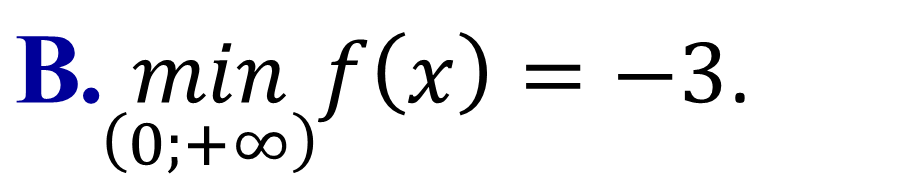 B. min f(x) = −3.
(0;+∞)